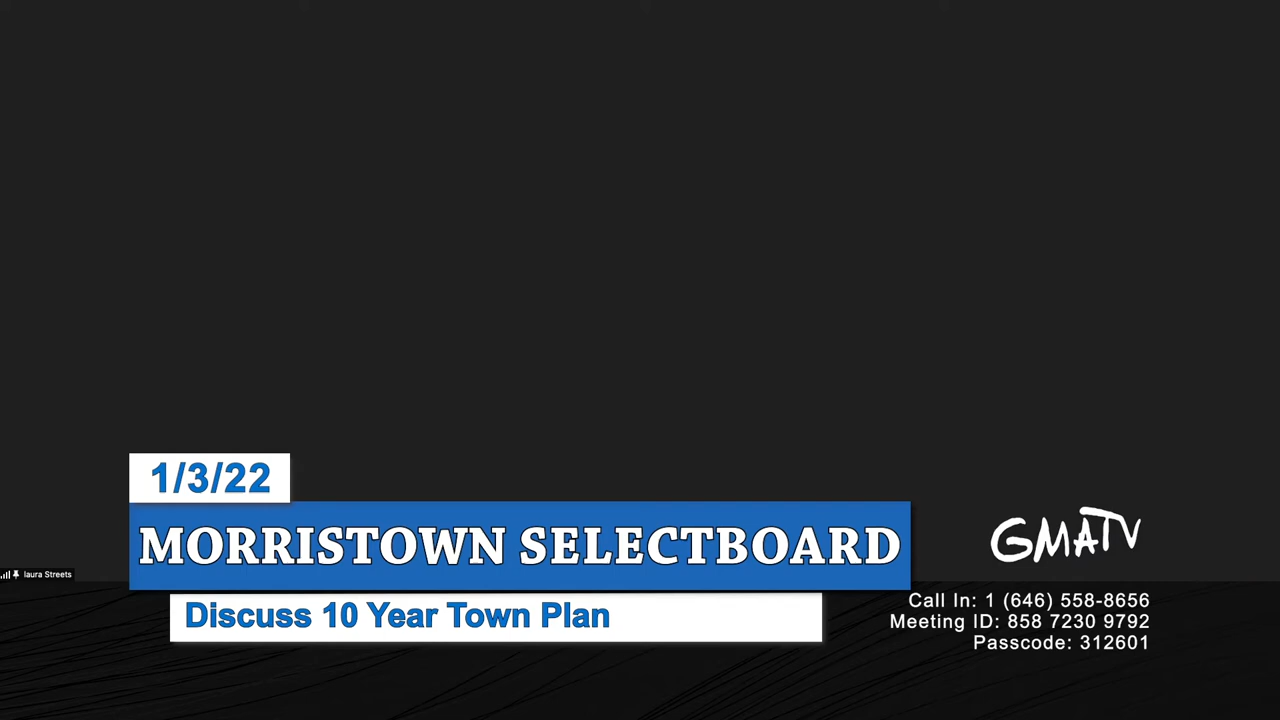 1/3/22
MORRISTOWN SELECTBOARD
GMATV
laura Streets
Discuss 10 Year Town Plan
Call In: 1 (646) 558-8656
Meeting ID: 858 7230 9792
Passcode: 312601